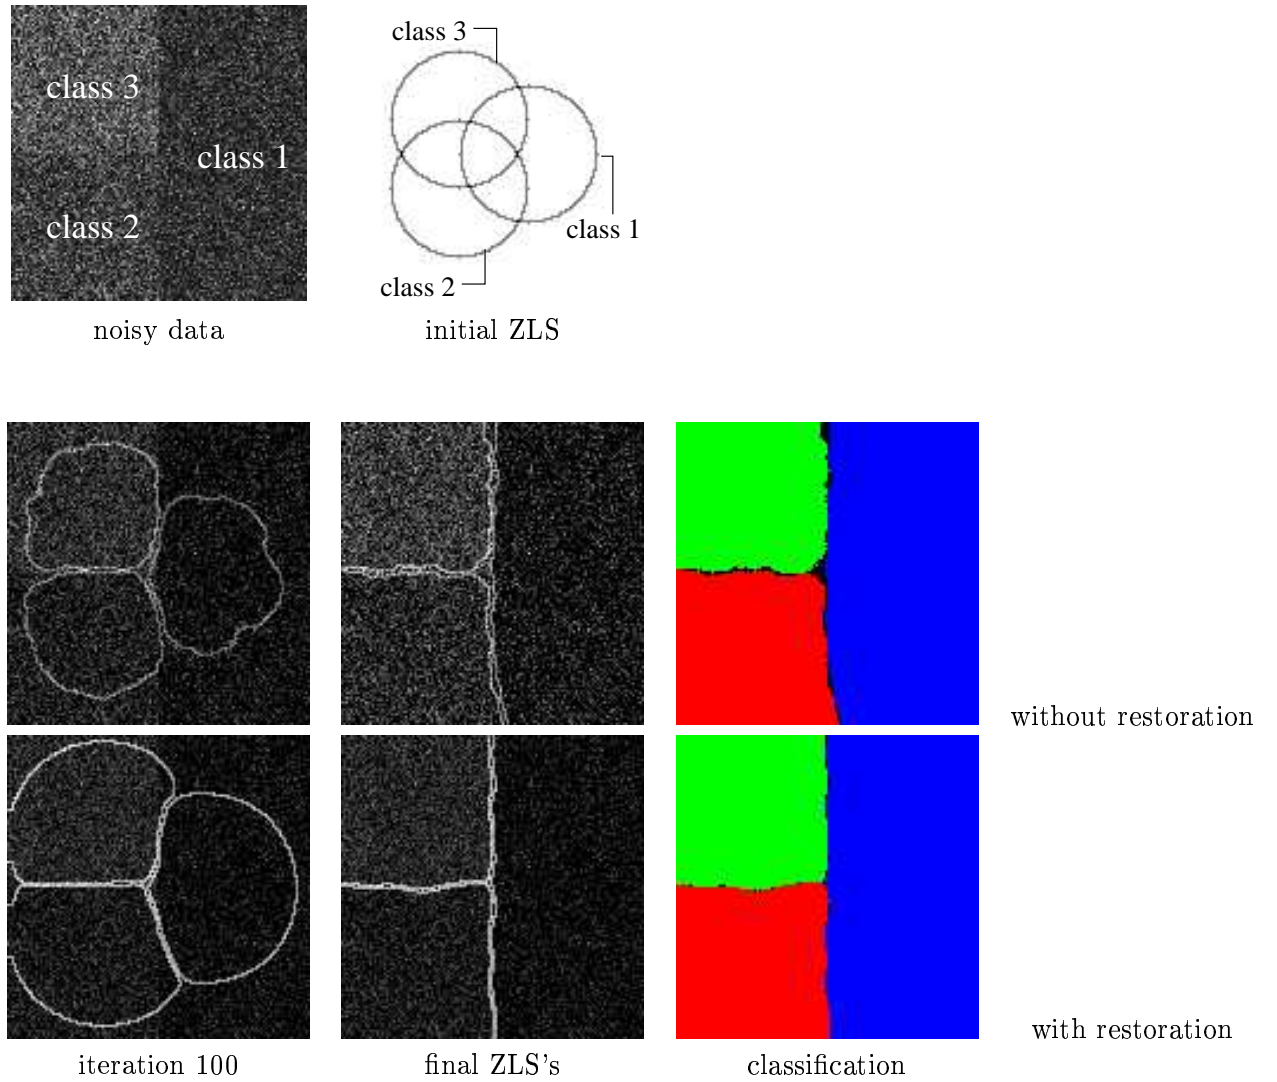 class 3
class 1
class 2
class 3
class 1
class 2
noisy data
initial ZLS
without restoration
with restoration
iteration 100
final ZLS's
classification